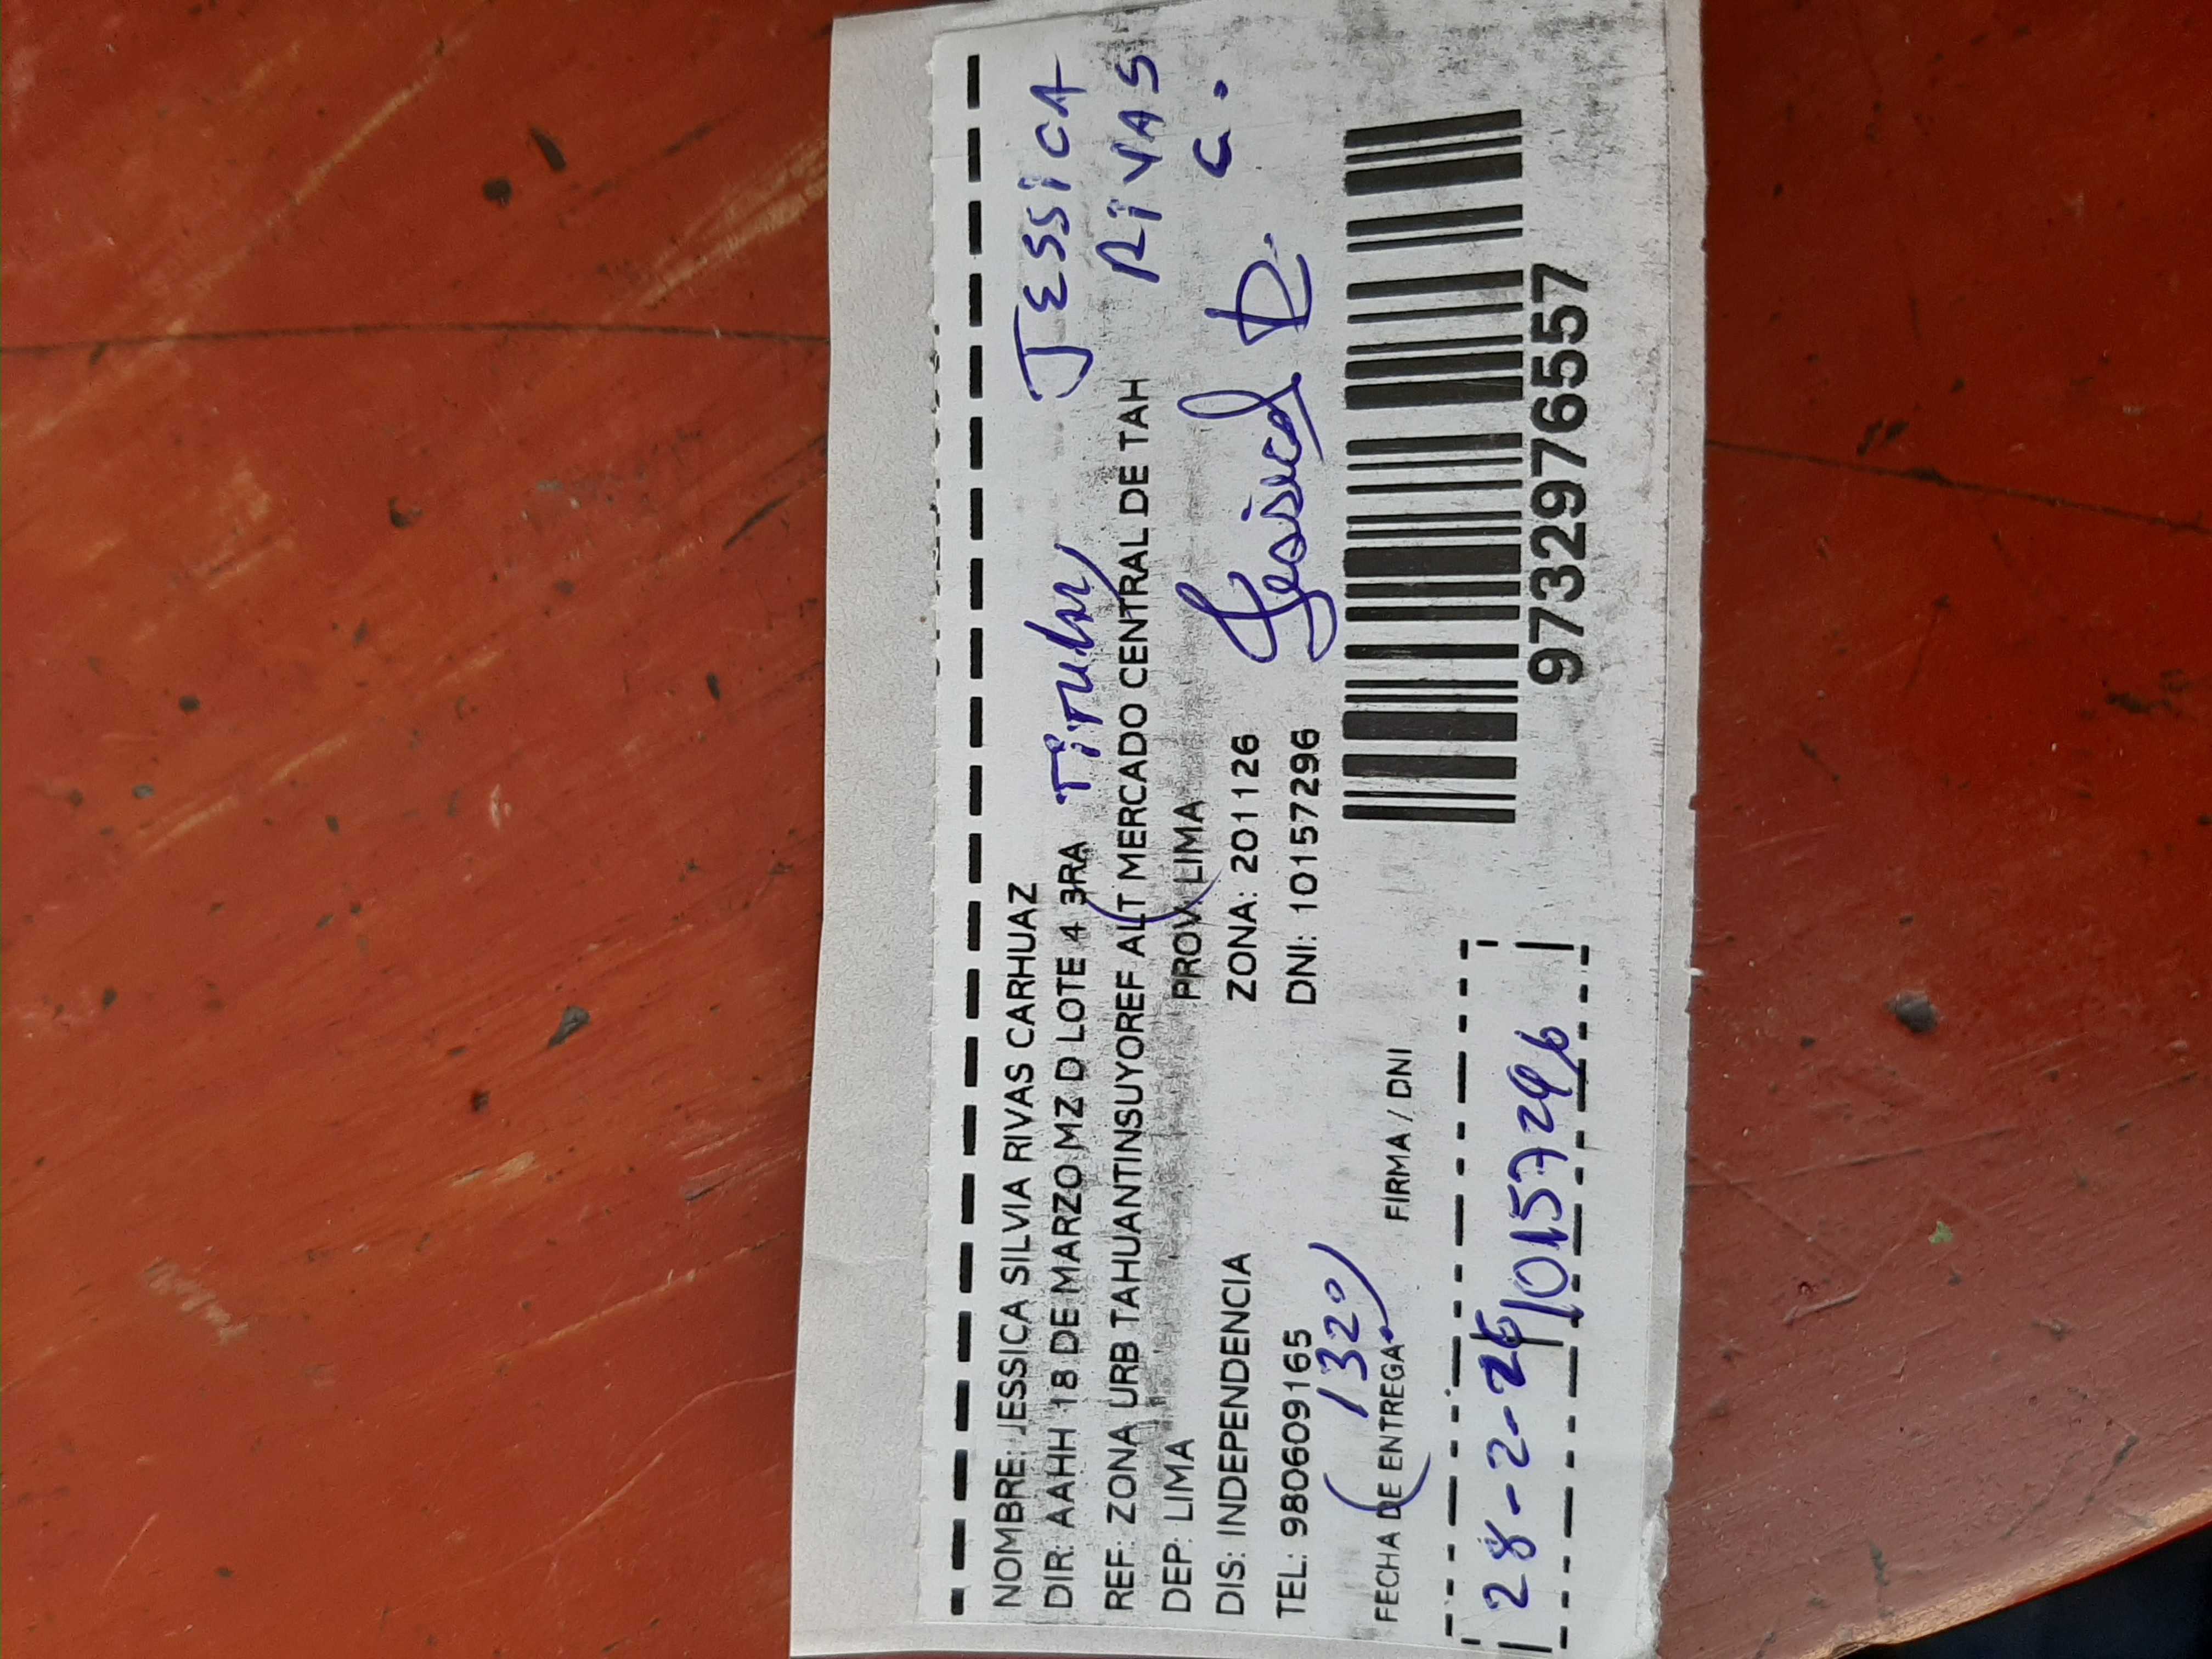 NOMBRE: JESSICA SILVIA RIVAS CARHUAZ
JESSICA
DIR: AAHH 18 DE MARZO MZ D LOTE 4 3RA
Titular
RIVAS
REF: ZONA URB TAHUANTINSUYOREF ALT MERCADO CENTRAL DE TAH
C.
DEP: LIMA PROV: LIMA
DIS: INDEPENDENCIA ZONA: 201126
Jessica R.
TEL: 980609165 DNI: 10157296
1320
FECHA DE ENTREGA FIRMA / DNI
28-2-26 10157296
9732976557